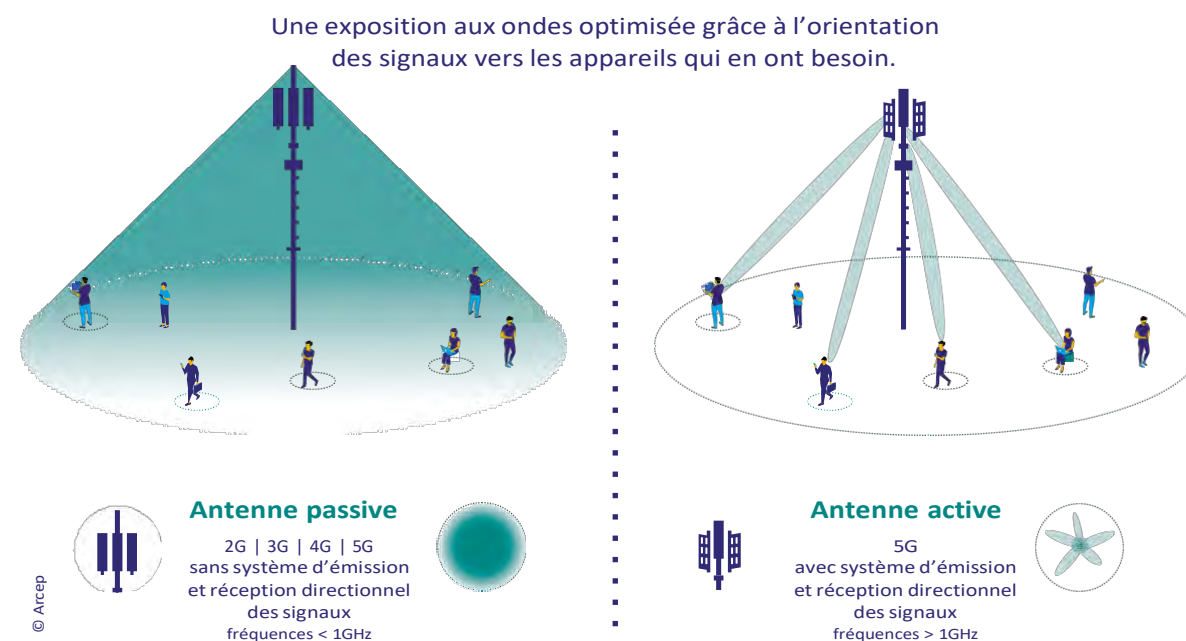 Une exposition aux ondes optimisée grâce à l’orientation
des signaux vers les appareils qui en ont besoin.
Antenne passive
2G | 3G | 4G | 5G
sans système d’émission
et réception directionnel
des signaux
fréquences < 1GHz
Antenne active
5G
avec système d’émission
et réception directionnel
des signaux
fréquences > 1GHz
© Arcep